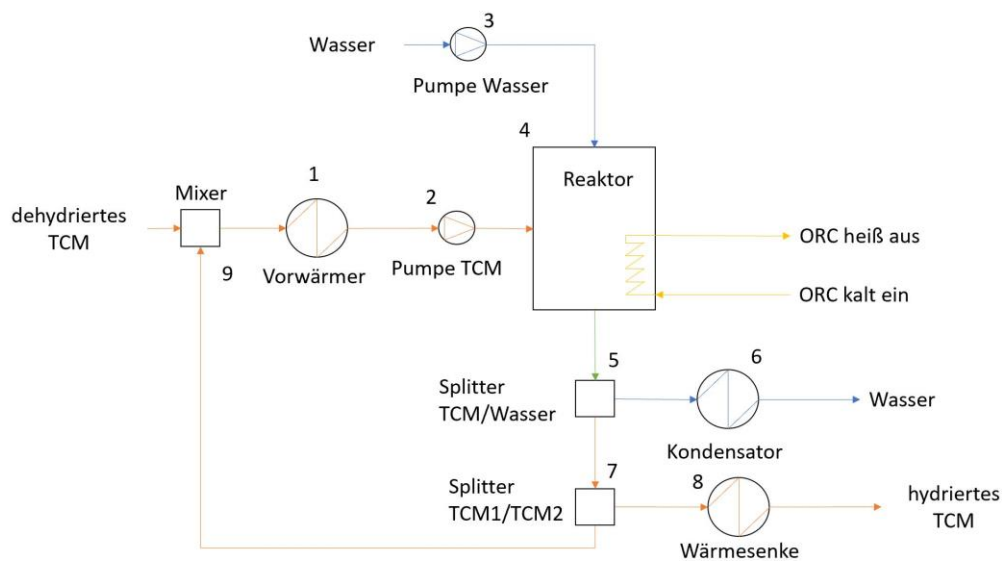 3
Wasser
Pumpe Wasser
4
Reaktor
1
2
Mixer
dehydriertes
TCM
Pumpe TCM
9
Vorwärmer
ORC heiß aus
ORC kalt ein
5
6
Splitter
TCM/Wasser
Wasser
Kondensator
7
8
Splitter
TCM1/TCM2
hydriertes
TCM
Wärmesenke